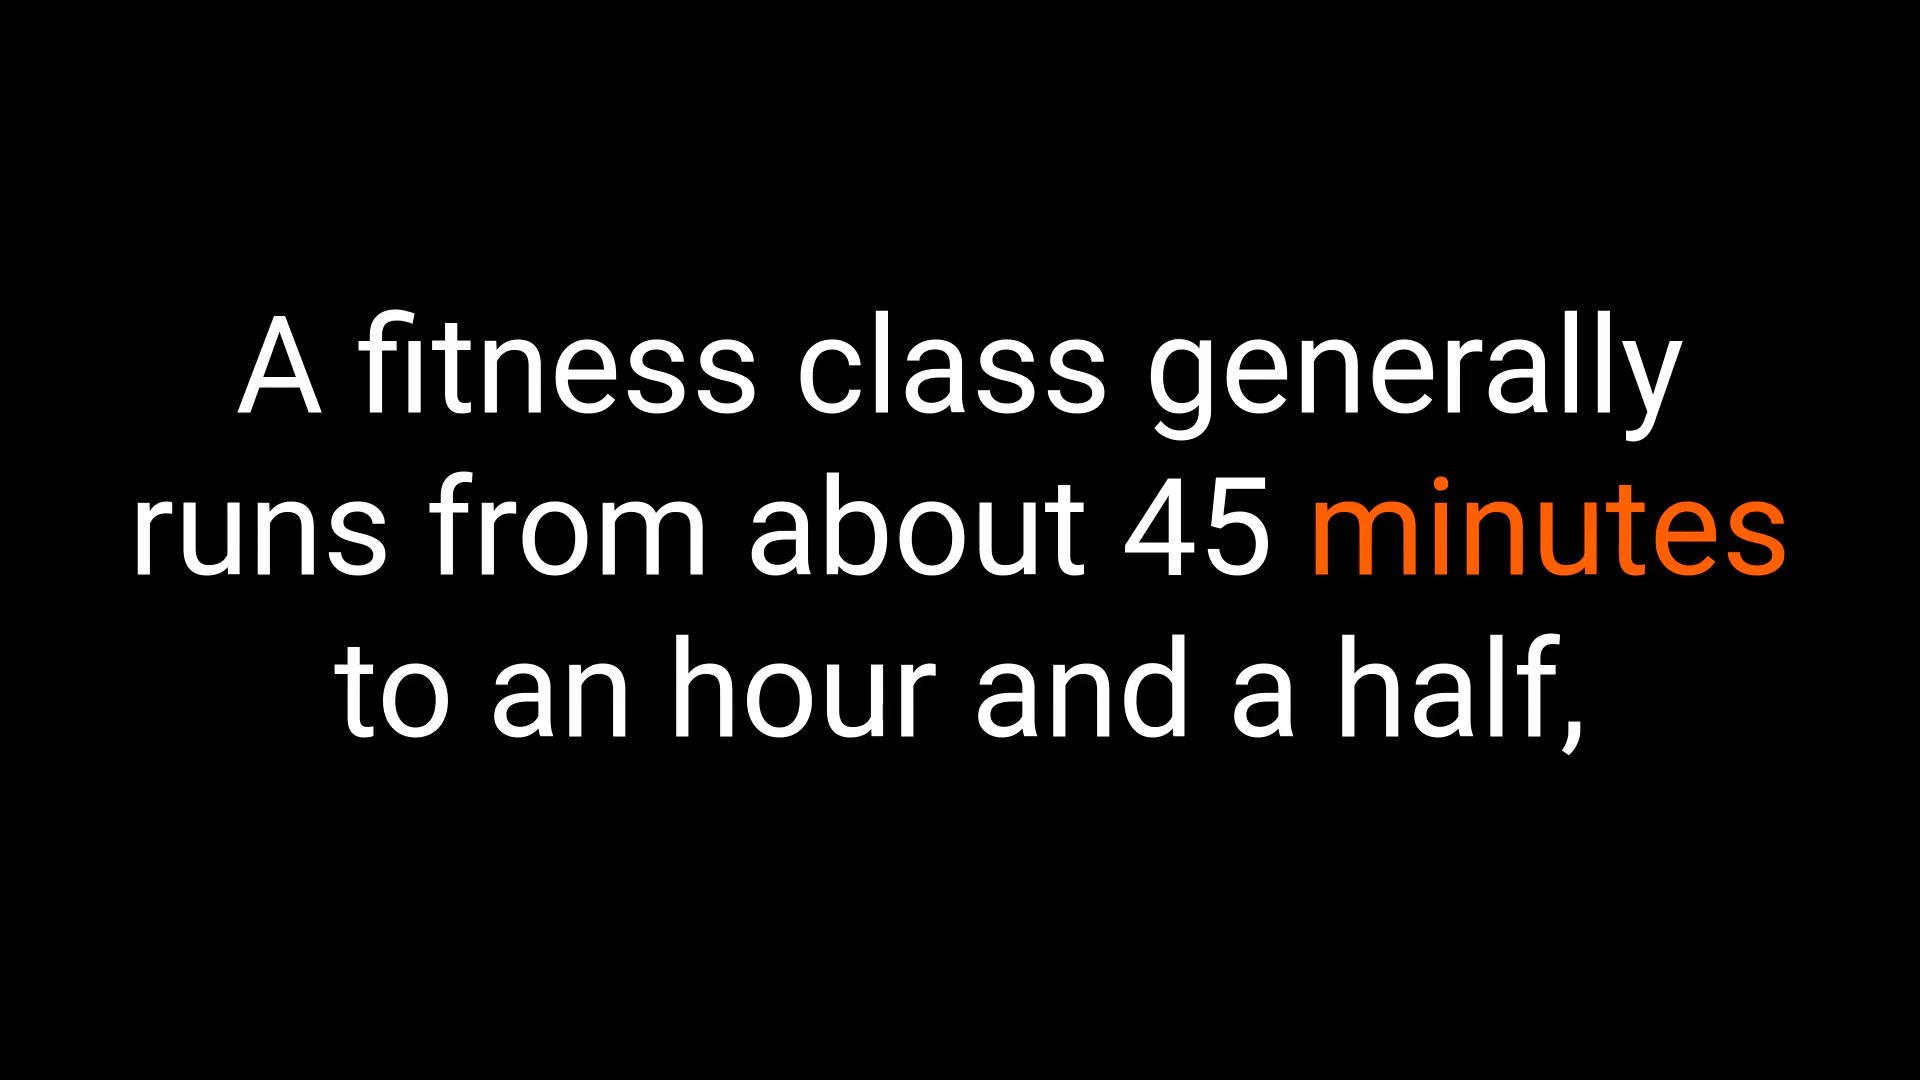 A fitness class generally
runs from about 45 minutes
to an hour and a half,